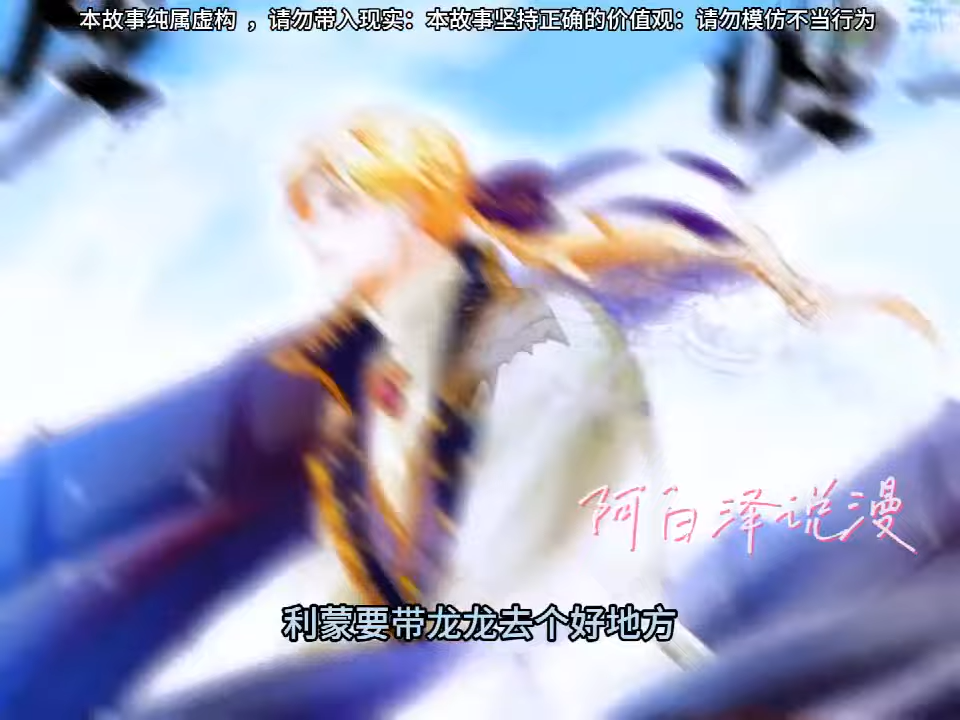 本故事纯属虚构，请勿带入现实：本故事坚持正确的价值观：请勿模仿不当行为
阿白泽说漫
利蒙要带龙龙去个好地方